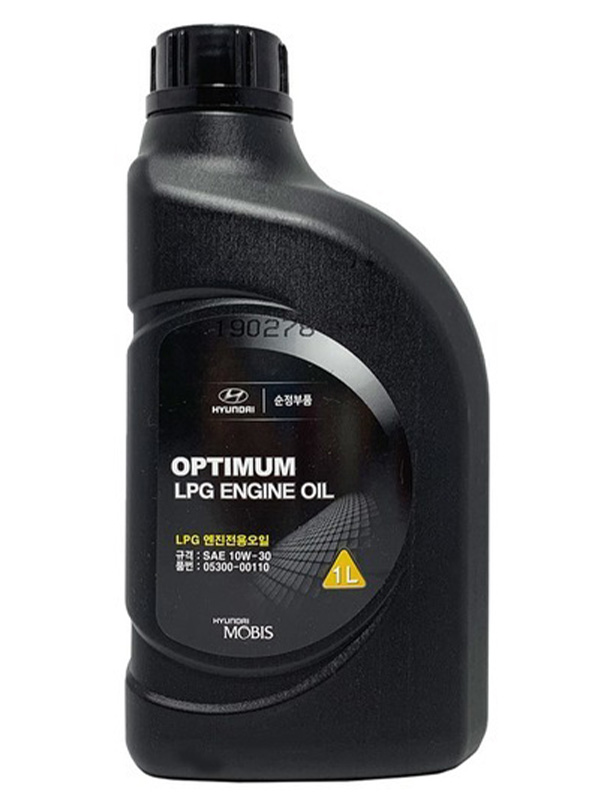 190278
HYUNDAI | 순정부품
OPTIMUM
LPG ENGINE OIL
LPG 엔진전용오일
규격 : SAE 10W-30
품번 : 05300-00110
1L
HYUNDAI
MOBIS